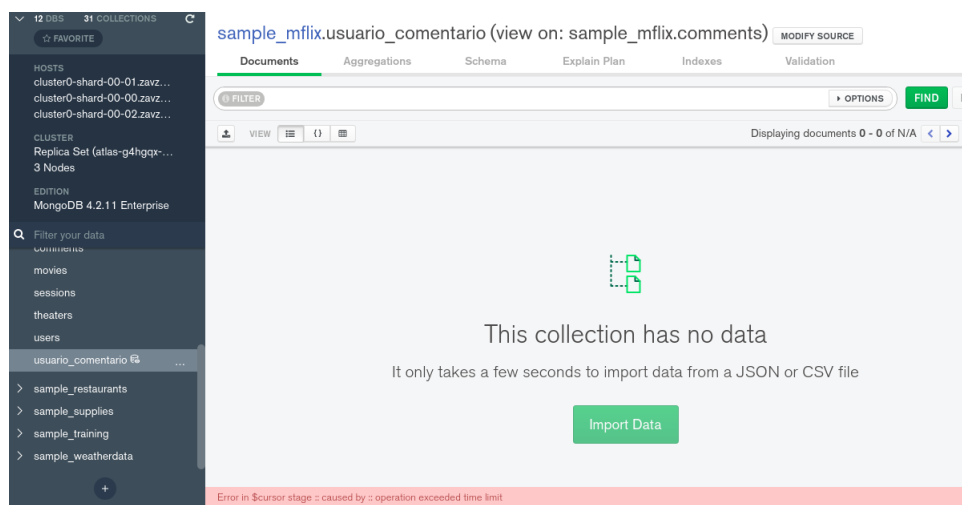 12 DBS 31 COLLECTIONS
☆ FAVORITE
HOSTS
cluster0-shard-00-01.zavz...
cluster0-shard-00-00.zavz...
cluster0-shard-00-02.zavz...
CLUSTER
Replica Set (atlas-g4hgqx-...
3 Nodes
EDITION
MongoDB 4.2.11 Enterprise
Filter your data
comments
movies
sessions
theaters
users
usuario_comentario ...
sample_restaurants
sample_supplies
sample_training
sample_weatherdata
sample_mflix.usuario_comentario (view on: sample_mflix.comments) MODIFY SOURCE
Documents Aggregations Schema Explain Plan Indexes Validation
FILTER OPTIONS FIND
VIEW {} Displaying documents 0 - 0 of N/A < >
This collection has no data
It only takes a few seconds to import data from a JSON or CSV file
Import Data
Error in $cursor stage :: caused by :: operation exceeded time limit